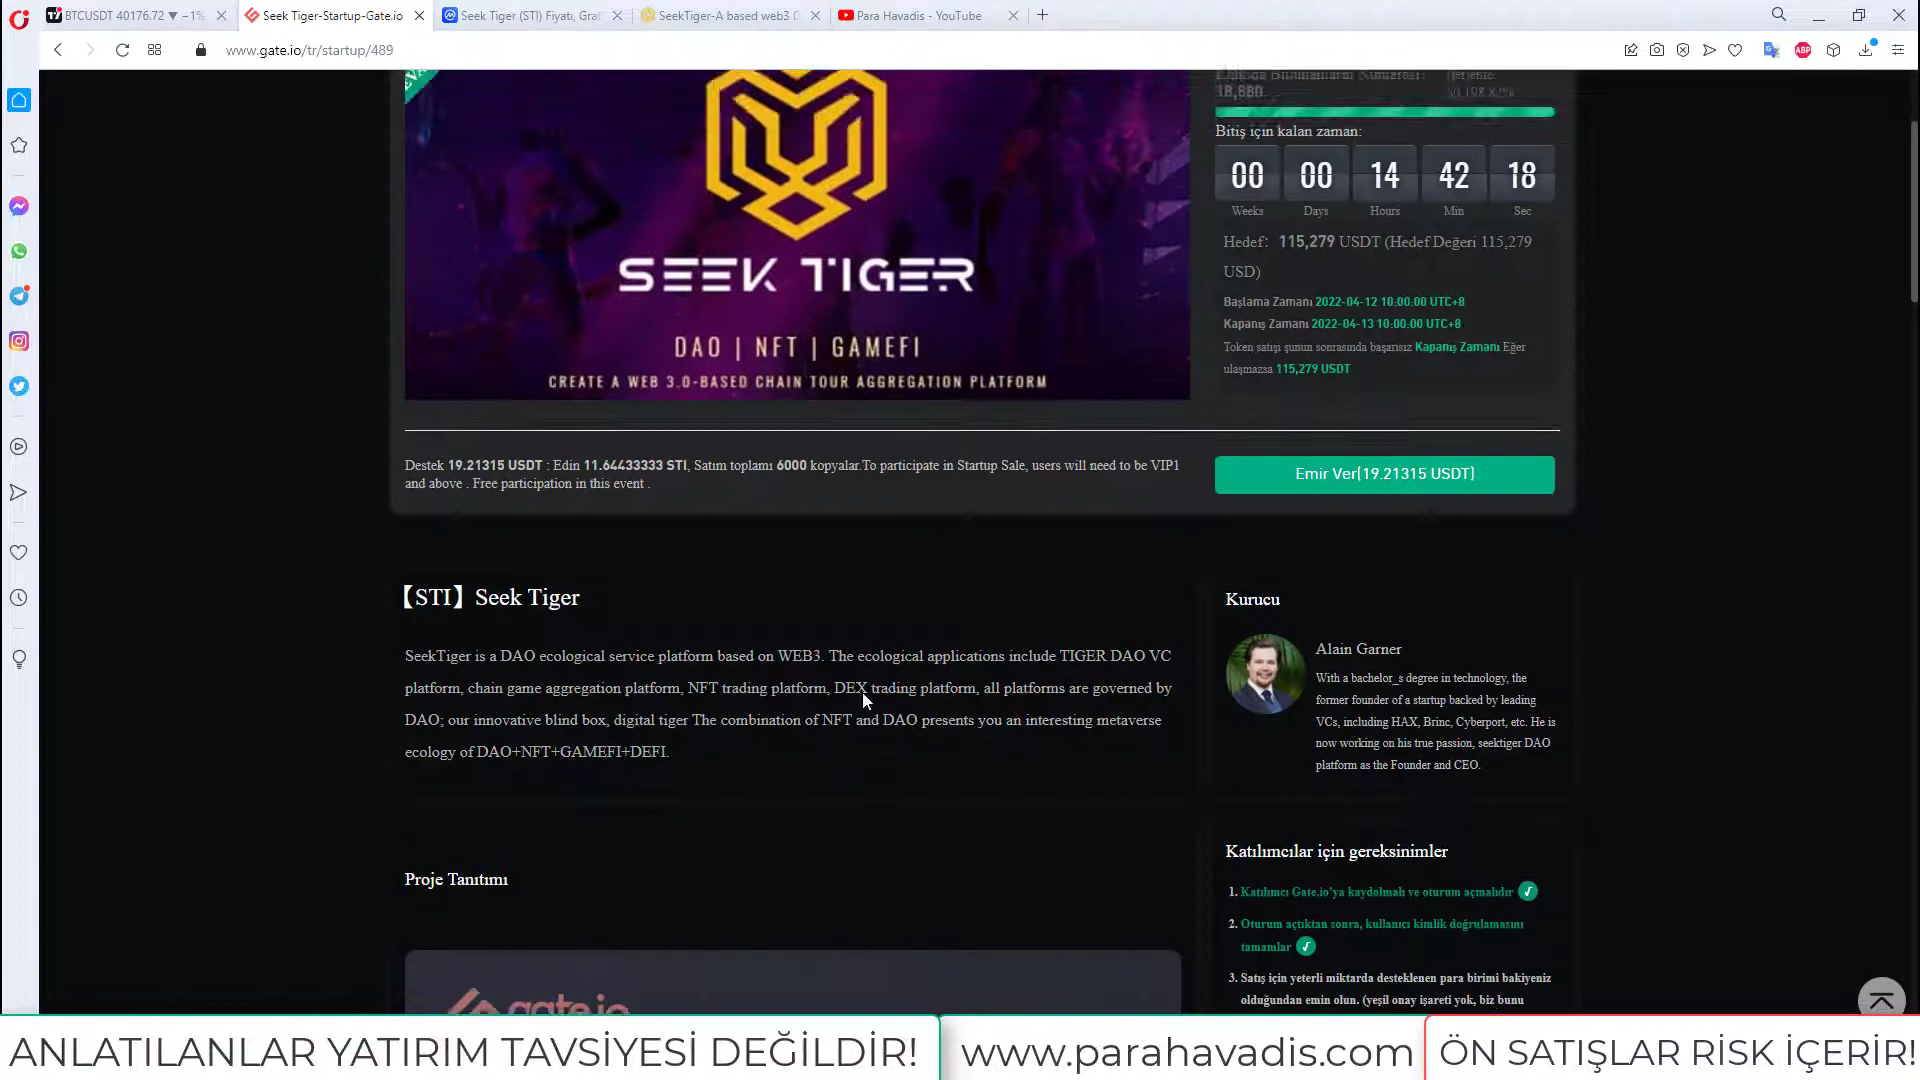 BTCUSDT 40176.72 ▼ −1%
Seek Tiger-Startup-Gate.io
Seek Tiger (STI) Fiyatı, Graf
SeekTiger-A based web3 D
Para Havadis - YouTube
www.gate.io/tr/startup/489
ABP
18,880
Bitiş için kalan zaman:
00 00 14 42 18
Weeks Days Hours Min Sec
SEEK TIGER
DAO | NFT | GAMEFI
CREATE A WEB 3.0-BASED CHAIN TOUR AGGREGATION PLATFORM
Hedef: 115,279 USDT (Hedef Değeri 115,279
USD)
Başlama Zamanı 2022-04-12 10:00:00 UTC+8
Kapanış Zamanı 2022-04-13 10:00:00 UTC+8
Token satışı şunun sonrasında başarısız Kapanış Zamanı Eğer
ulaşmazsa 115,279 USDT
Destek 19.21315 USDT : Edin 11.64433333 STI, Satım toplamı 6000 kopyalar.To participate in Startup Sale, users will need to be VIP1
and above . Free participation in this event .
Emir Ver(19.21315 USDT)
【STI】Seek Tiger
SeekTiger is a DAO ecological service platform based on WEB3. The ecological applications include TIGER DAO VC
platform, chain game aggregation platform, NFT trading platform, DEX trading platform, all platforms are governed by
DAO; our innovative blind box, digital tiger The combination of NFT and DAO presents you an interesting metaverse
ecology of DAO+NFT+GAMEFI+DEFI.
Kurucu
Alain Garner
With a bachelor_s degree in technology, the
former founder of a startup backed by leading
VCs, including HAX, Brinc, Cyberport, etc. He is
now working on his true passion, seektiger DAO
platform as the Founder and CEO.
Proje Tanıtımı
gate.io
Katılımcılar için gereksinimler
1. Katılımcı Gate.io'ya kaydolmalı ve oturum açmalıdır
2. Oturum açtıktan sonra, kullanıcı kimlik doğrulamasını
tamamlar
3. Satış için yeterli miktarda desteklenen para birimi bakiyeniz
olduğundan emin olun. (yeşil onay işareti yok, biz bunu
ANLATILANLAR YATIRIM TAVSİYESİ DEĞİLDİR!
www.parahavadis.com
ÖN SATIŞLAR RİSK İÇERİR!